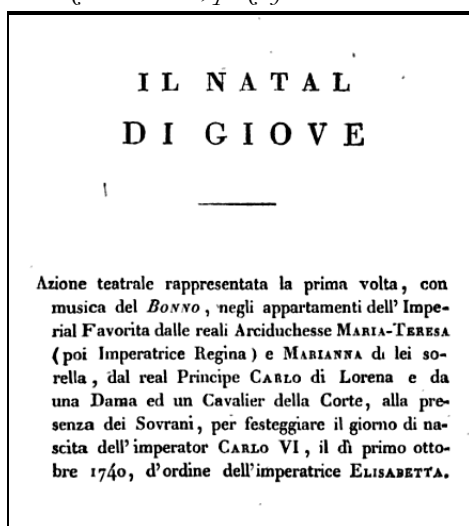 IL NATAL
DI GIOVE
Azione teatrale rappresentata la prima volta, con
musica del BONNO, negli appartamenti dell' Impe-
rial Favorita dalle reali Arciduchesse MARIA-TERESA
(poi Imperatrice Regina) e MARIANNA di lei so-
rella, dal real Principe CARLO di Lorena e da
una Dama ed un Cavalier della Corte, alla pre-
senza dei Sovrani, per festeggiare il giorno di na-
scita dell' imperator CARLO VI, il dì primo otto-
bre 1740, d'ordine dell' imperatrice ELISABETTA.